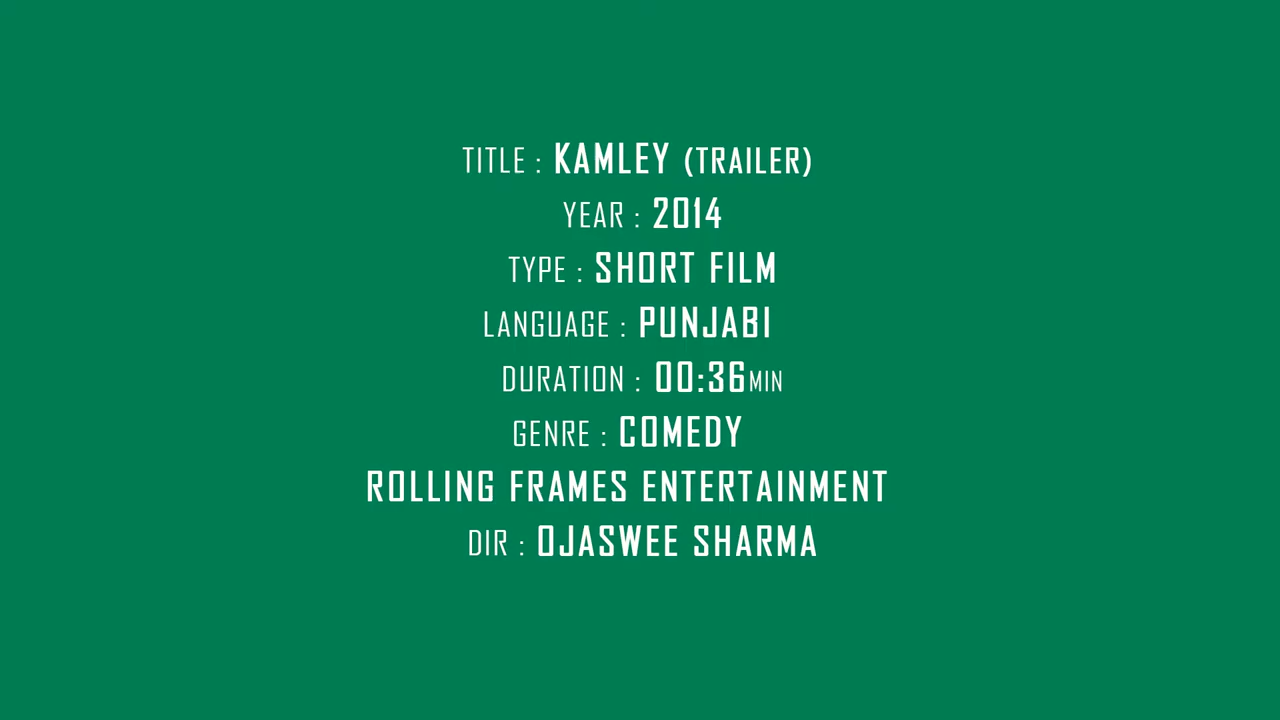 TITLE : KAMLEY (TRAILER)
YEAR : 2014
TYPE : SHORT FILM
LANGUAGE : PUNJABI
DURATION : 00:36MIN
GENRE : COMEDY
ROLLING FRAMES ENTERTAINMENT
DIR : OJASWEE SHARMA